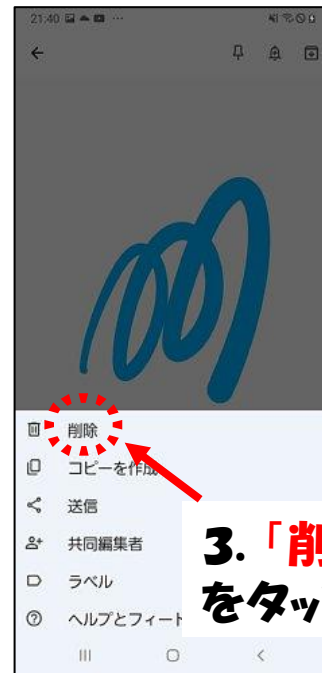 21:40
削除
コピーを作成
送信
共同編集者
ラベル
ヘルプとフィード
3.「削
をタッ